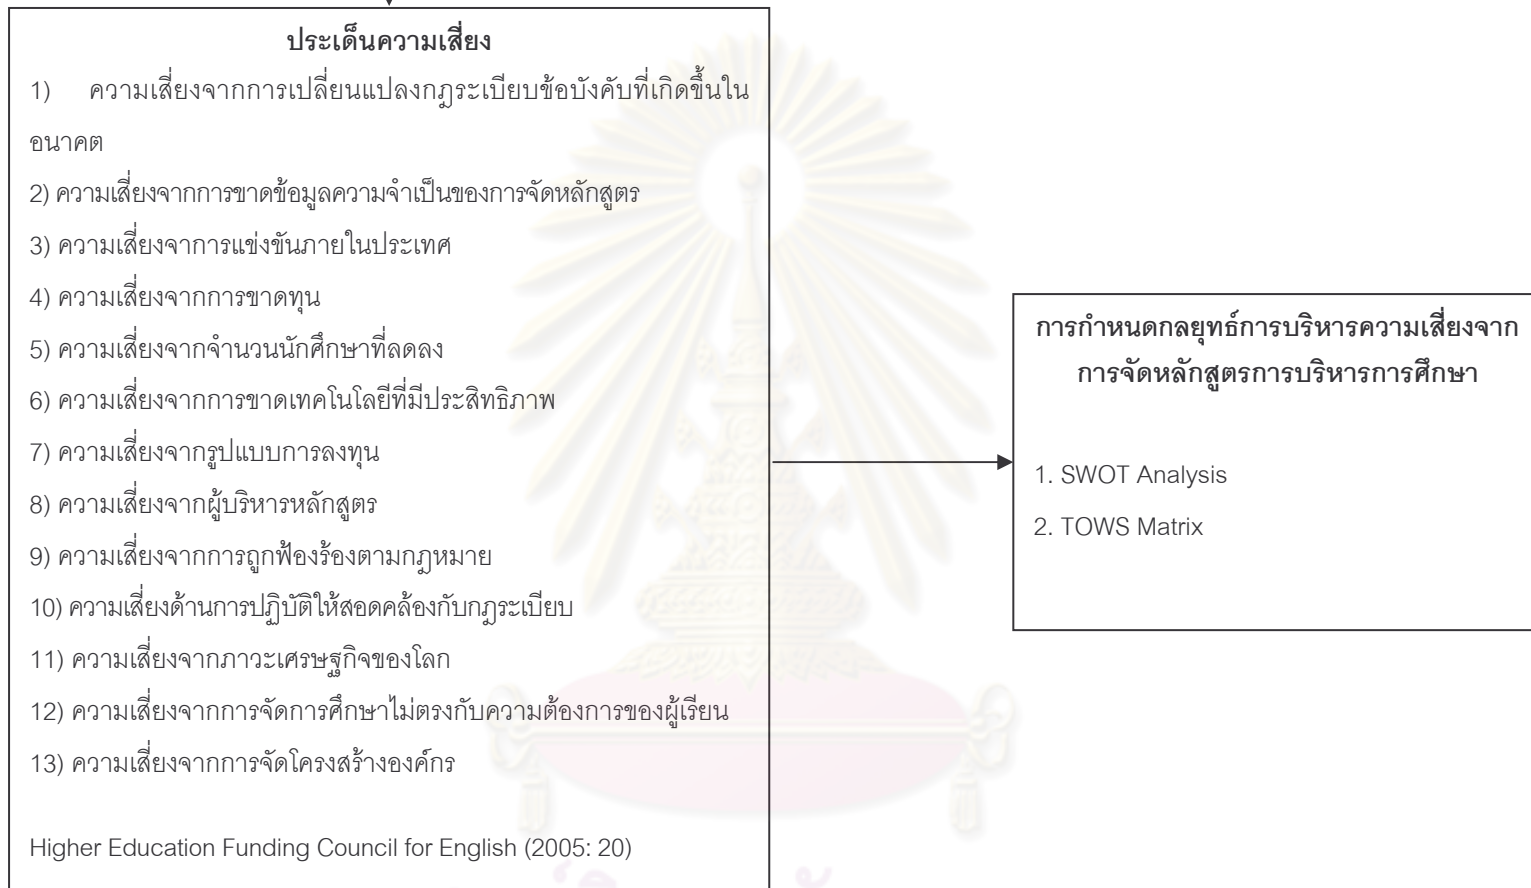 ประเด็นความเสี่ยง
1) ความเสี่ยงจากการเปลี่ยนแปลงกฎระเบียบข้อบังคับที่เกิดขึ้นใน
อนาคต
2) ความเสี่ยงจากการขาดข้อมูลความจำเป็นของการจัดหลักสูตร
3) ความเสี่ยงจาการแข่งขันภายในประเทศ
4) ความเสี่ยงจากการขาดทุน
5) ความเสี่ยงจากจำนวนนักศึกษาที่ลดลง
6) ความเสี่ยงจากการขาดเทคโนโลยีที่มีประสิทธิภาพ
7) ความเสี่ยงจากรูปแบบการลงทุน
8) ความเสี่ยงจากผู้บริหารหลักสูตร
9) ความเสี่ยงจากการถูกฟ้องร้องตามกฎหมาย
10) ความเสี่ยงด้านการปฏิบัติให้สอดคล้องกับกฎระเบียบ
11) ความเสี่ยงจากภาวะเศรษฐกิจของโลก
12) ความเสี่ยงจากการจัดการศึกษาไม่ตรงกับความต้องการของผู้เรียน
13) ความเสี่ยงจากการจัดโครงสร้างองค์กร
Higher Education Funding Council for English (2005: 20)
การกำหนดกลยุทธ์การบริหารความเสี่ยงจาก
การจัดหลักสูตรการบริหารการศึกษา
1. SWOT Analysis
2. TOWS Matrix